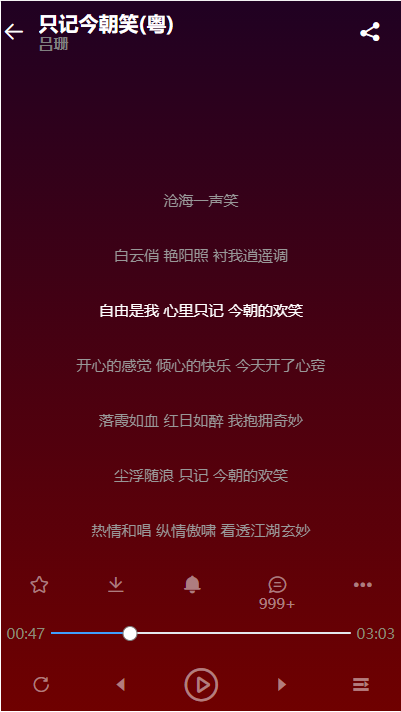 只记今朝笑(粤)
吕珊
沧海一声笑
白云俏 艳阳照 衬我逍遥调
自由是我 心里只记 今朝的欢笑
开心的感觉 倾心的快乐 今天开了心窍
落霞如血 红日如醉 我抱拥奇妙
尘浮随浪 只记 今朝的欢笑
热情和唱 纵情傲啸 看透江湖玄妙
999+
00:47
03:03